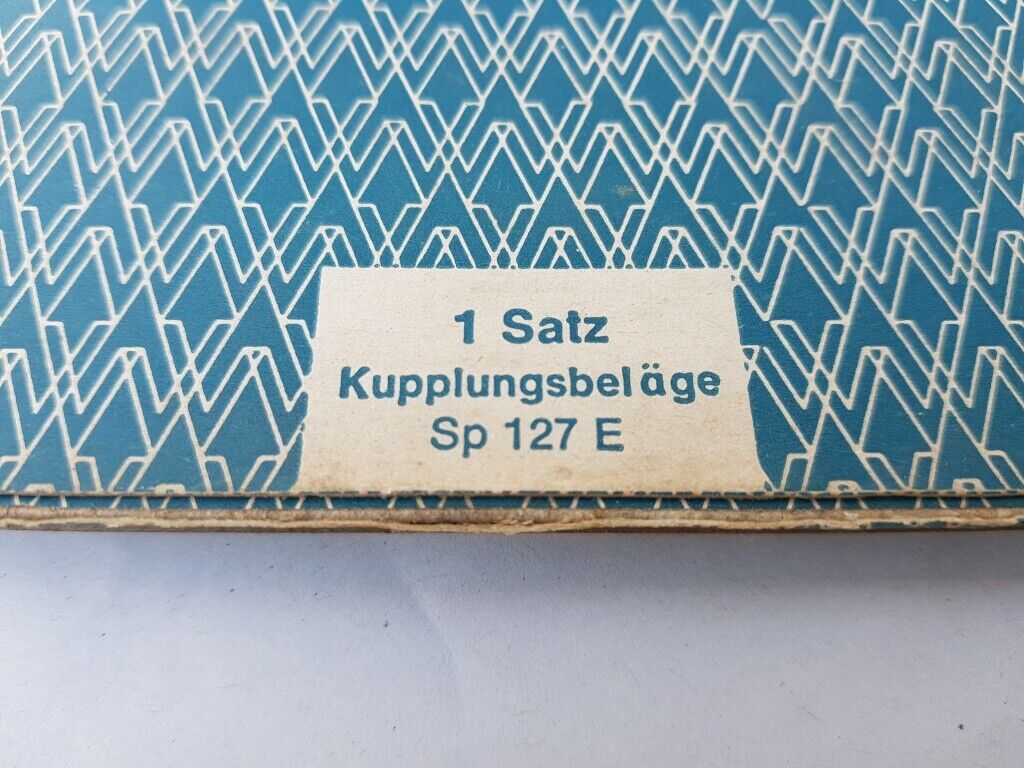 1 Satz
Kupplungsbeläge
Sp 127 E